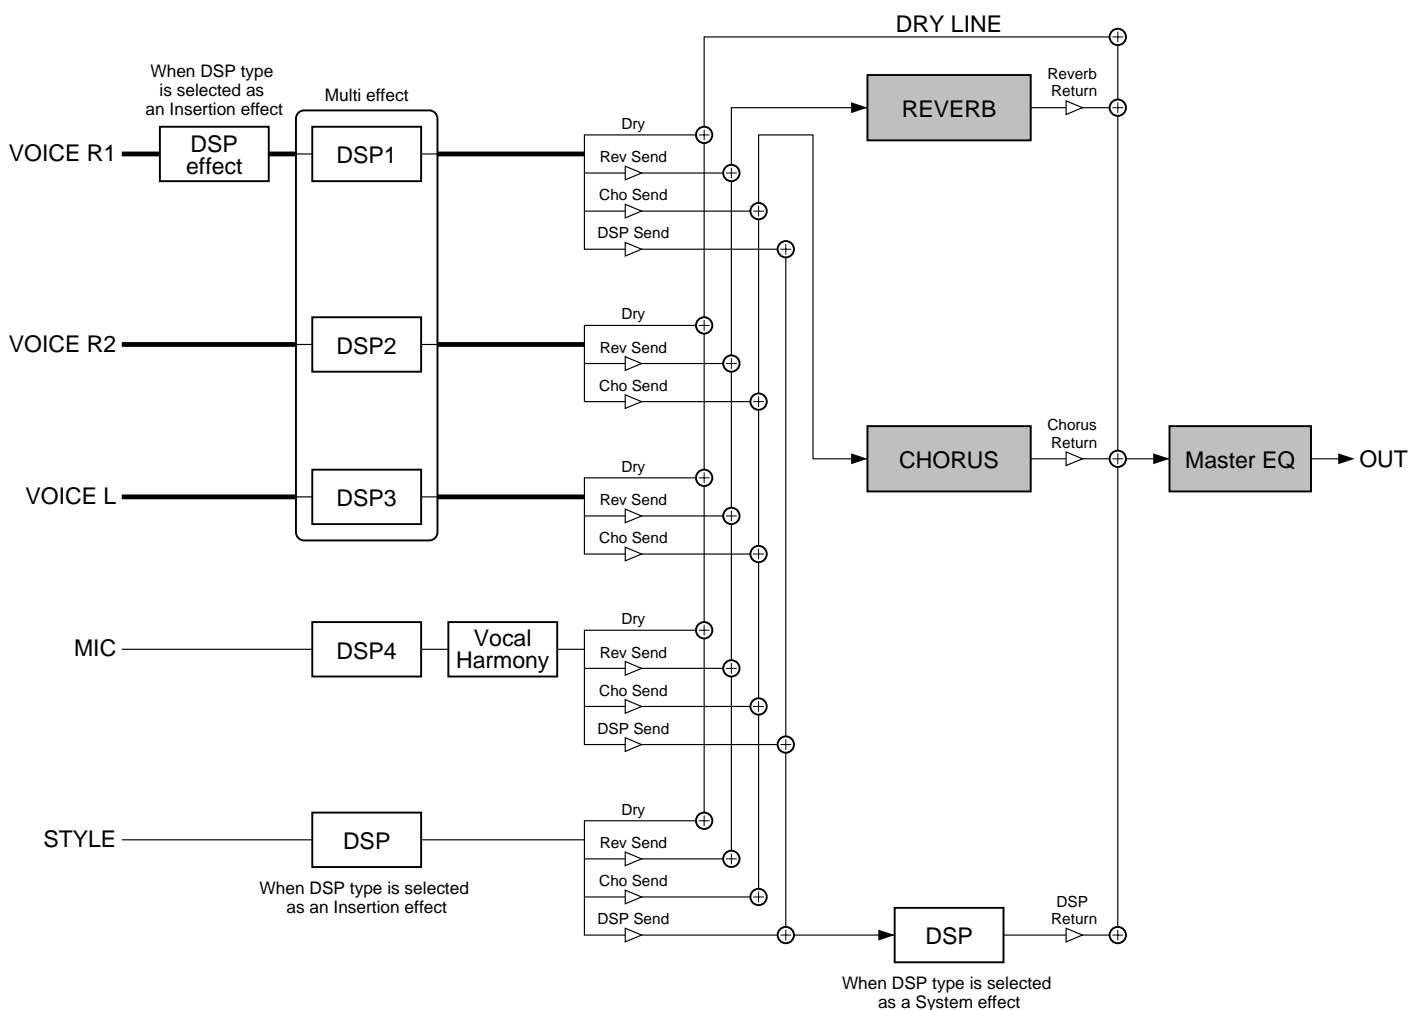 DRY LINE
When DSP type
is selected as
an Insertion effect
Multi effect
Reverb
Return
REVERB
VOICE R1
DSP
effect
DSP1
Dry
Rev Send
Cho Send
DSP Send
VOICE R2
DSP2
Dry
Rev Send
Cho Send
Chorus
Return
CHORUS
Master EQ
OUT
VOICE L
DSP3
Dry
Rev Send
Cho Send
MIC
DSP4
Vocal
Harmony
Dry
Rev Send
Cho Send
DSP Send
STYLE
DSP
When DSP type is selected
as an Insertion effect
Dry
Rev Send
Cho Send
DSP Send
DSP
DSP
Return
When DSP type is selected
as a System effect